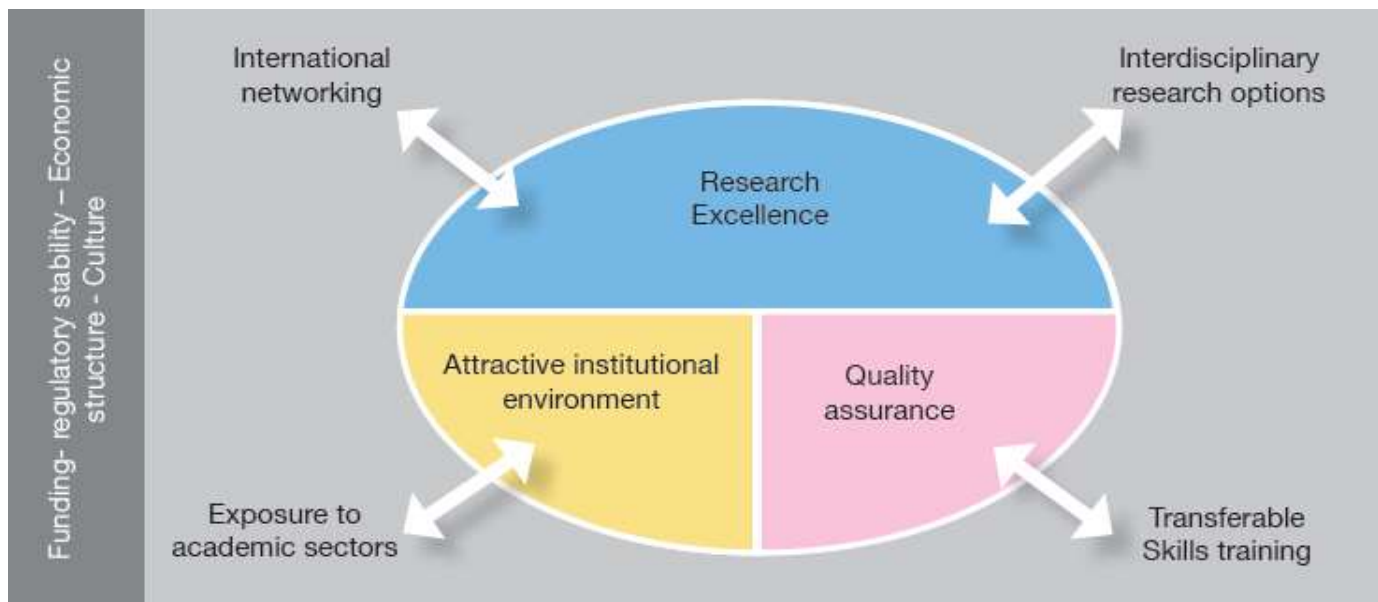 Funding- regulatory stability – Economic
structure - Culture
International
networking
Interdisciplinary
research options
Research
Excellence
Attractive institutional
environment
Quality
assurance
Exposure to
academic sectors
Transferable
Skills training